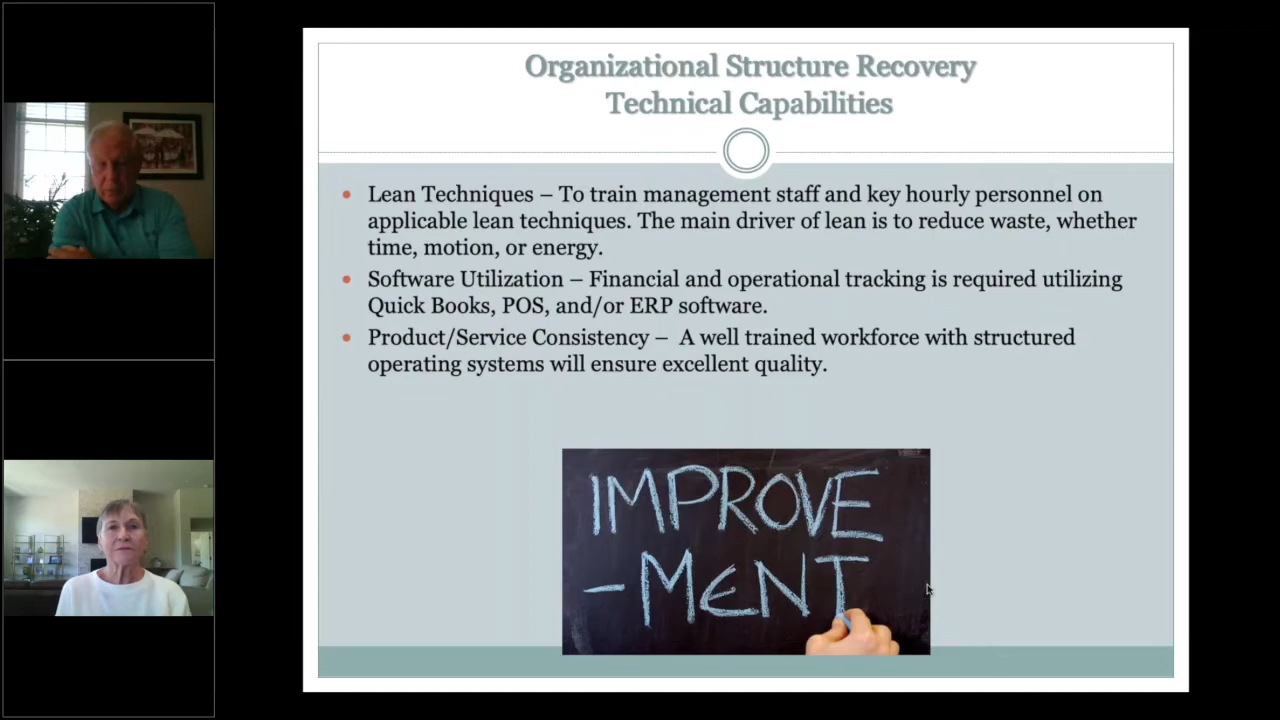 Organizational Structure Recovery
Technical Capabilities
Lean Techniques – To train management staff and key hourly personnel on
applicable lean techniques. The main driver of lean is to reduce waste, whether
time, motion, or energy.
Software Utilization – Financial and operational tracking is required utilizing
Quick Books, POS, and/or ERP software.
Product/Service Consistency – A well trained workforce with structured
operating systems will ensure excellent quality.
IMPROVE
-MENT